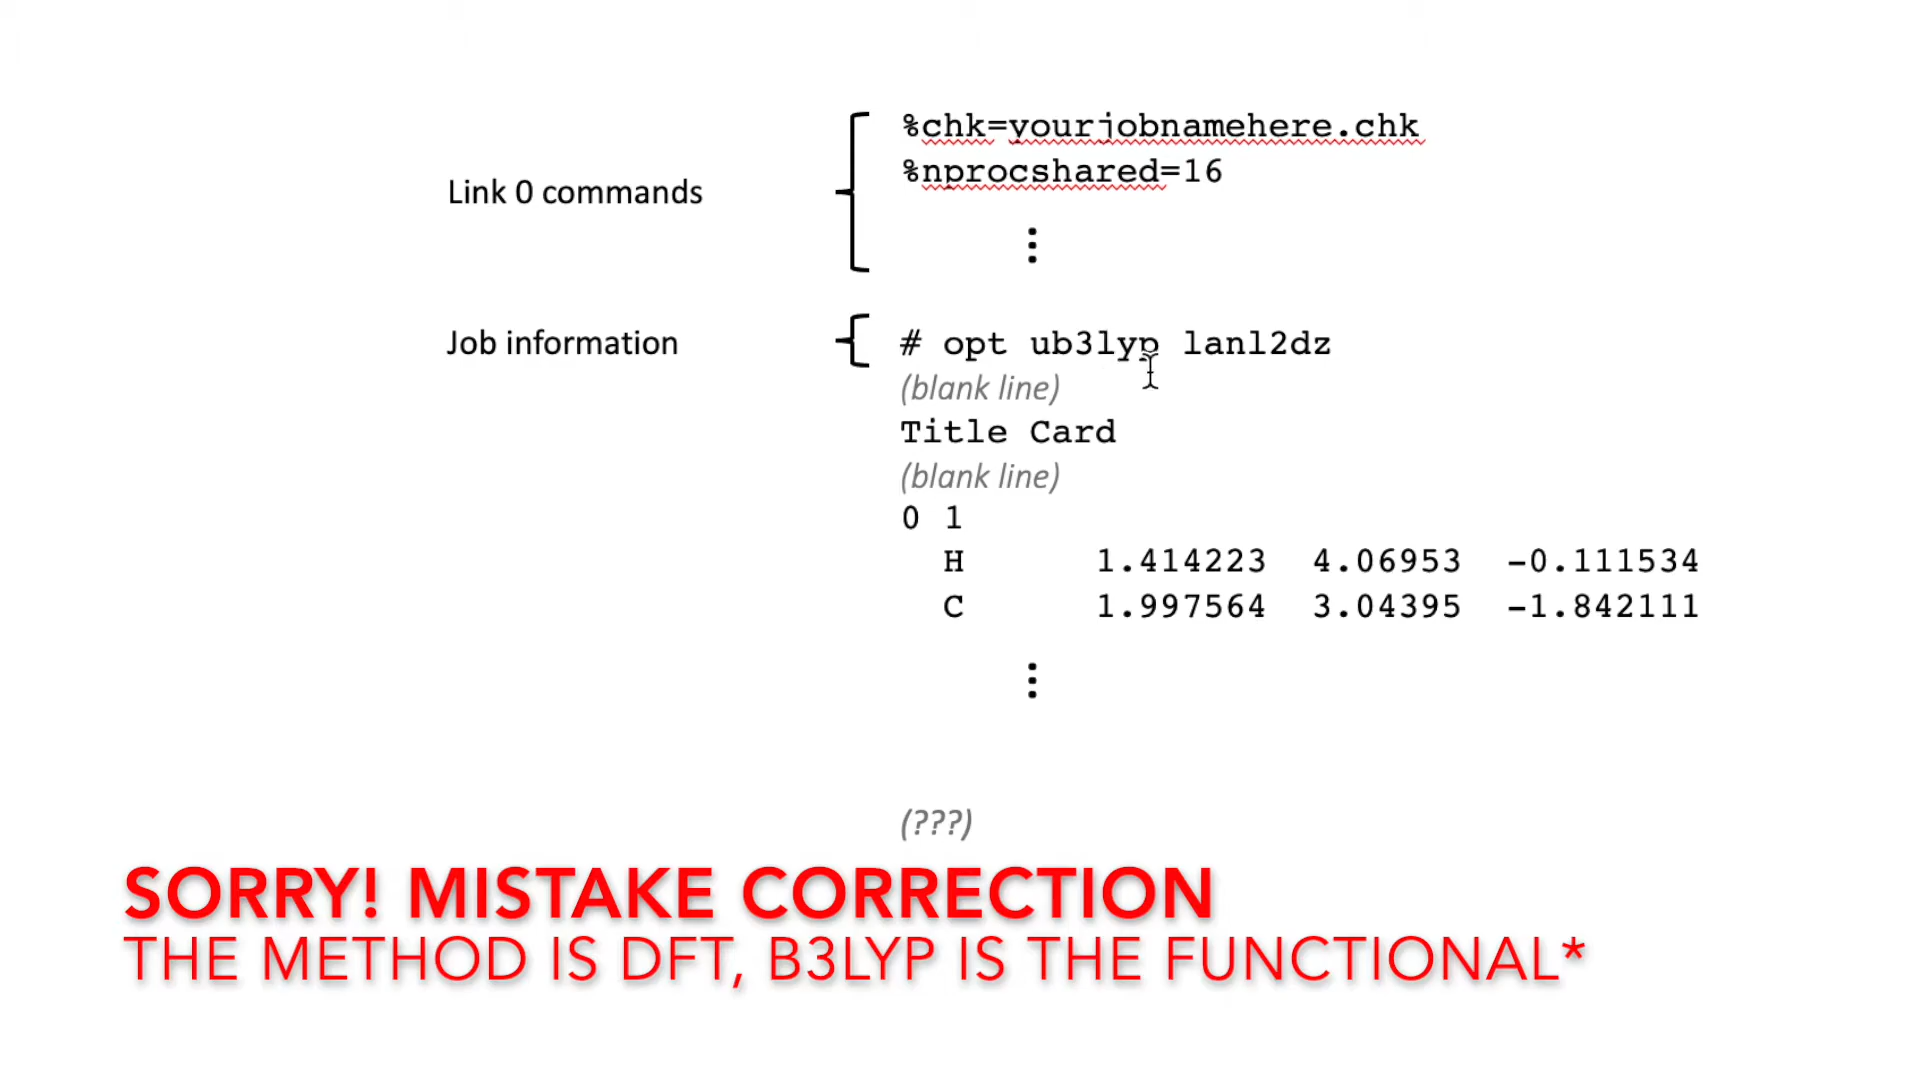 %chk=yourjobnamehere.chk
%nprocshared=16
Link 0 commands
Job information
# opt ub3lyp lanl2dz
(blank line)
Title Card
(blank line)
0 1
H 1.414223 4.06953 -0.111534
C 1.997564 3.04395 -1.842111
(???)
SORRY! MISTAKE CORRECTION
THE METHOD IS DFT, B3LYP IS THE FUNCTIONAL*